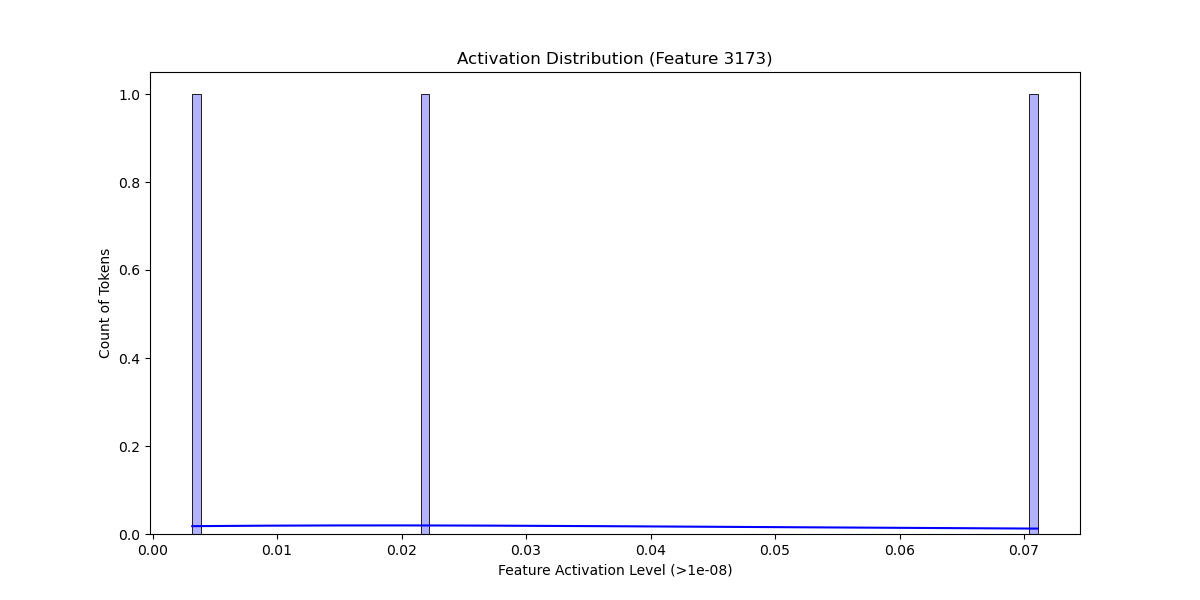 Activation Distribution (Feature 3173)
1.0
0.8
0.6
0.4
0.2
0.0
Count of Tokens
0.00 0.01 0.02 0.03 0.04 0.05 0.06 0.07
Feature Activation Level (>1e-08)